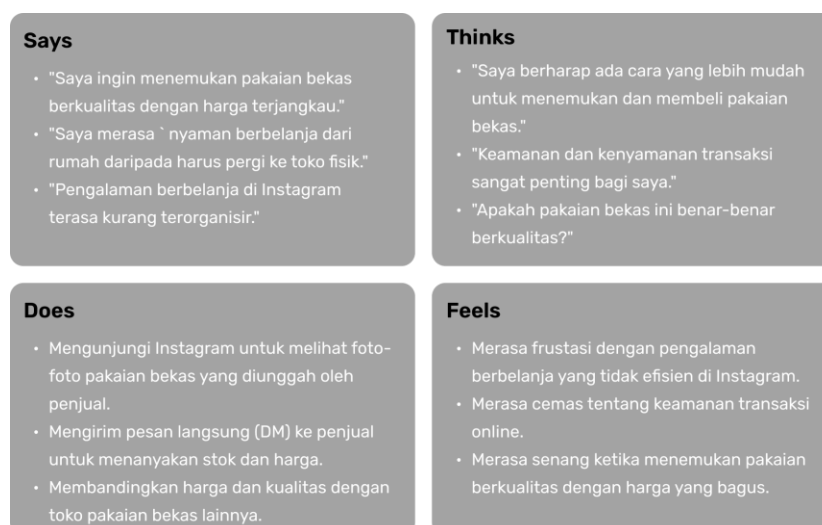 Says
• "Saya ingin menemukan pakaian bekas
berkualitas dengan harga terjangkau."
• "Saya merasa ` nyaman berbelanja dari
rumah daripada harus pergi ke toko fisik."
• "Pengalaman berbelanja di Instagram
terasa kurang terorganisir."
Thinks
• "Saya berharap ada cara yang lebih mudah
untuk menemukan dan membeli pakaian
bekas."
• "Keamanan dan kenyamanan transaksi
sangat penting bagi saya."
• "Apakah pakaian bekas ini benar-benar
berkualitas?"
Does
• Mengunjungi Instagram untuk melihat foto-
foto pakaian bekas yang diunggah oleh
penjual.
• Mengirim pesan langsung (DM) ke penjual
untuk menanyakan stok dan harga.
• Membandingkan harga dan kualitas dengan
toko pakaian bekas lainnya.
Feels
• Merasa frustasi dengan pengalaman
berbelanja yang tidak efisien di Instagram.
• Merasa cemas tentang keamanan transaksi
online.
• Merasa senang ketika menemukan pakaian
berkualitas dengan harga yang bagus.